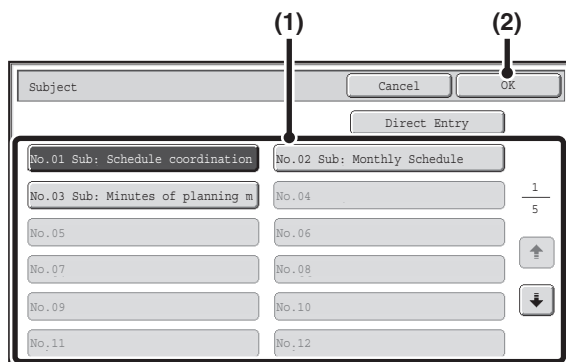 (1) (2)
Subject Cancel OK
Direct Entry
No.01 Sub: Schedule coordination No.02 Sub: Monthly Schedule
No.03 Sub: Minutes of planning m No.04
1
5
No.05 No.06
No.07 No.08
No.09 No.10
No.11 No.12